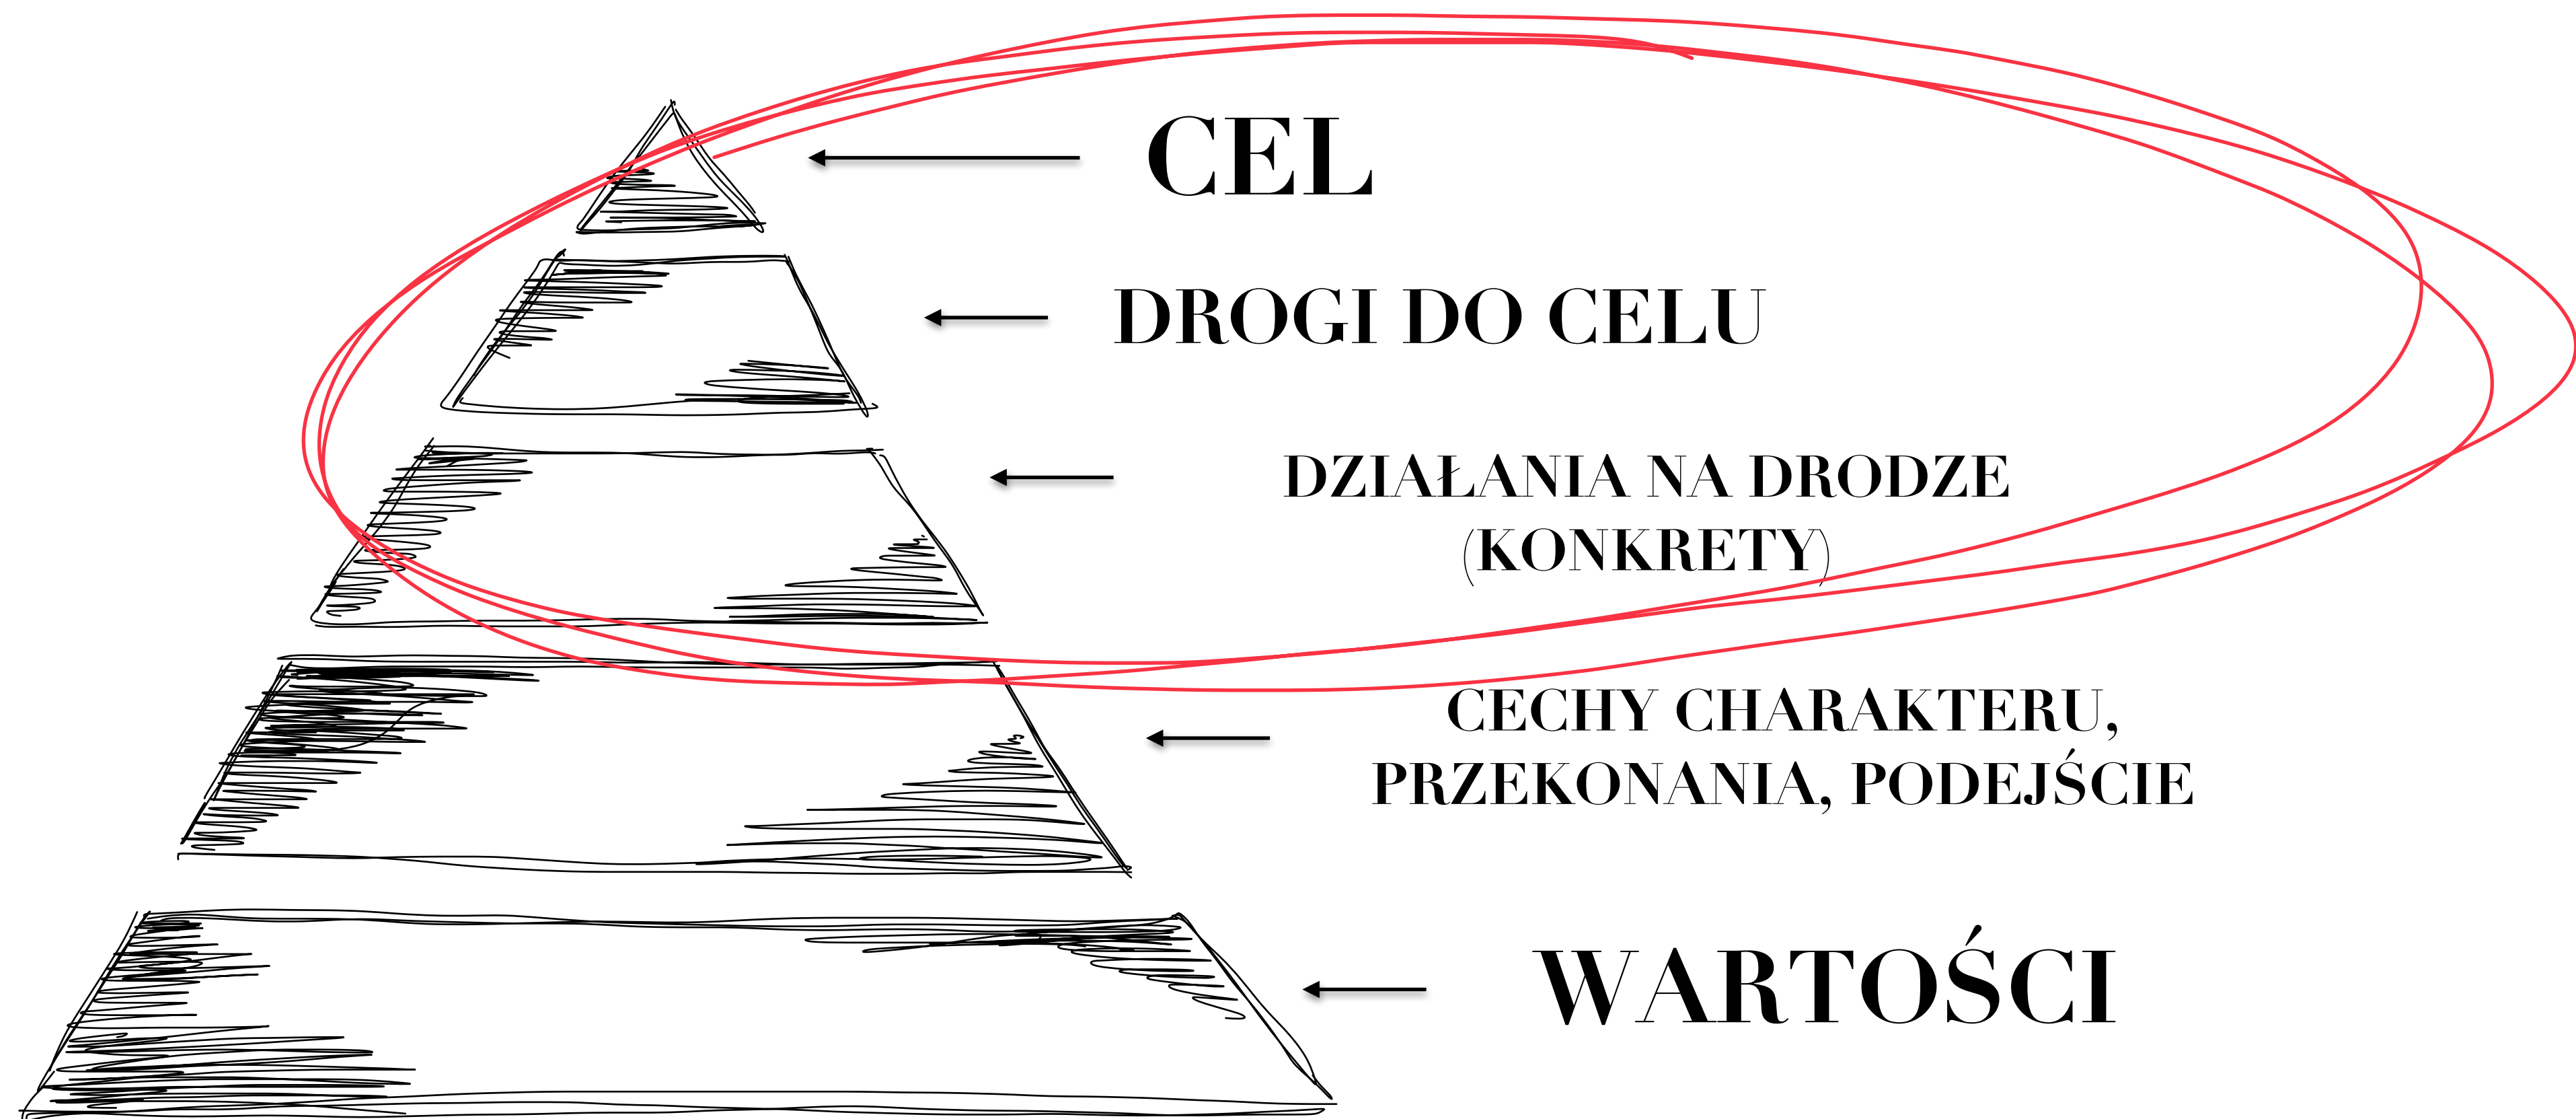 CEL
DROGI DO CELU
DZIAŁANIA NA DRODZE
(KONKRETY)
CECHY CHARAKTERU,
PRZEKONANIA, PODEJŚCIE
WARTOŚCI